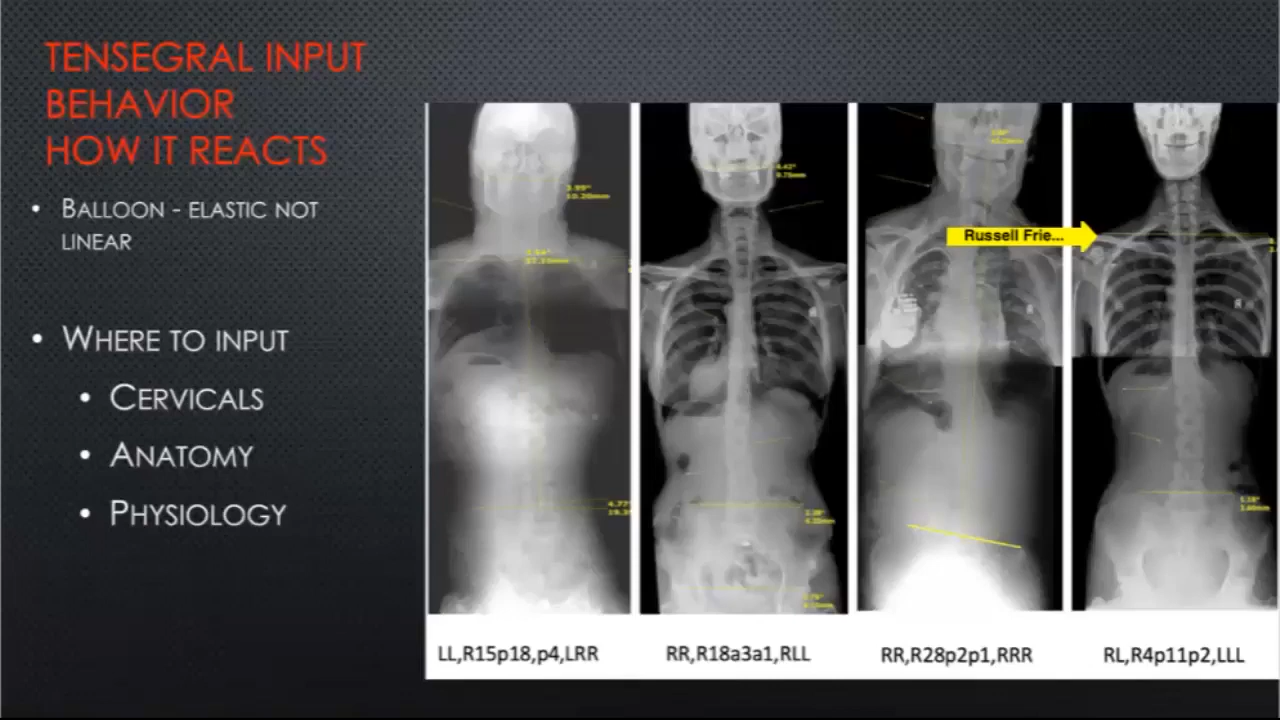 TENSEGRAL INPUT
BEHAVIOR
HOW IT REACTS
• BALLOON - ELASTIC NOT
LINEAR
• WHERE TO INPUT
• CERVICALS
• ANATOMY
• PHYSIOLOGY
Russell Frie...
LL,R15p18,p4,LRR
RR,R18a3a1,RLL
RR,R28p2p1,RRR
RL,R4p11p2,LLL